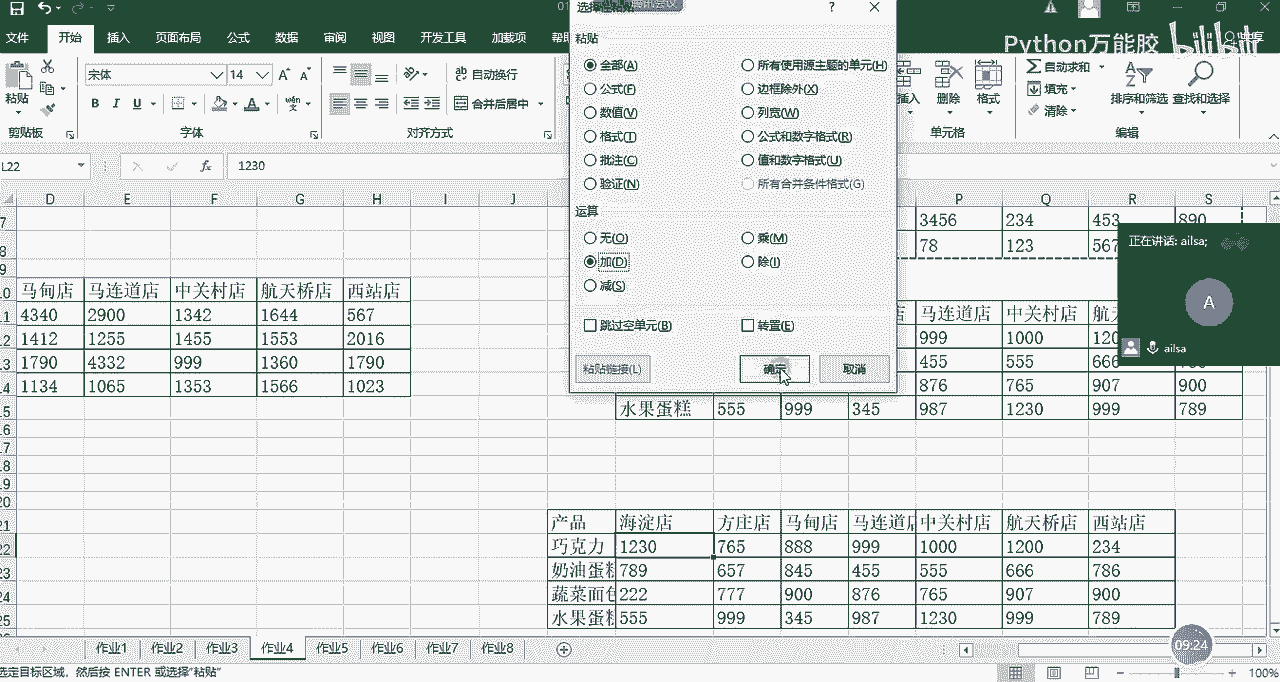 选择
文件 开始 插入 页面布局 公式 数据 审阅 视图 开发工具 加载项
Python万能胶 bilibili
粘贴
宋体 14
自动换行
B I U
合并后居中
剪贴板 字体 对齐方式
插入 删除 格式
单元格
自动求和
填充
清除
排序和筛选 查找和选择
编辑
L22 fx 1230
粘贴
全部(A) 所有使用源主题的单元(H)
公式(F) 边框除外(X)
数值(V) 列宽(W)
格式(T) 公式和数字格式(R)
批注(C) 值和数字格式(U)
验证(N) 所有合并条件格式(G)
运算
无(O) 乘(M)
加(D) 除(I)
减(S)
跳过空单元(B) 转置(E)
粘贴链接(L) 确定 取消
D E F G H I J P Q R S
3456 234 453 890
78 123 567
正在讲话: ailsa;
A
ailsa
马甸店 马连道店 中关村店 航天桥店 西站店
4340 2900 1342 1644 567
1412 1255 1455 1553 2016
1790 4332 999 1360 1790
1134 1065 1353 1566 1023
马连道店 中关村店
999 1000
455 555 666
876 765 907 900
水果蛋糕 555 999 345 987 1230 999 789
产品 海淀店 方庄店 马甸店 马连道 中关村店 航天桥店 西站店
巧克力 1230 765 888 999 1000 1200 234
奶油蛋糕 789 657 845 455 555 666 786
蔬菜面包 222 777 900 876 765 907 900
水果蛋糕 555 999 345 987 1230 999 789
作业1 作业2 作业3 作业4 作业5 作业6 作业7 作业8
09:24
选定目标区域，然后按 ENTER 或选择"粘贴"
100%